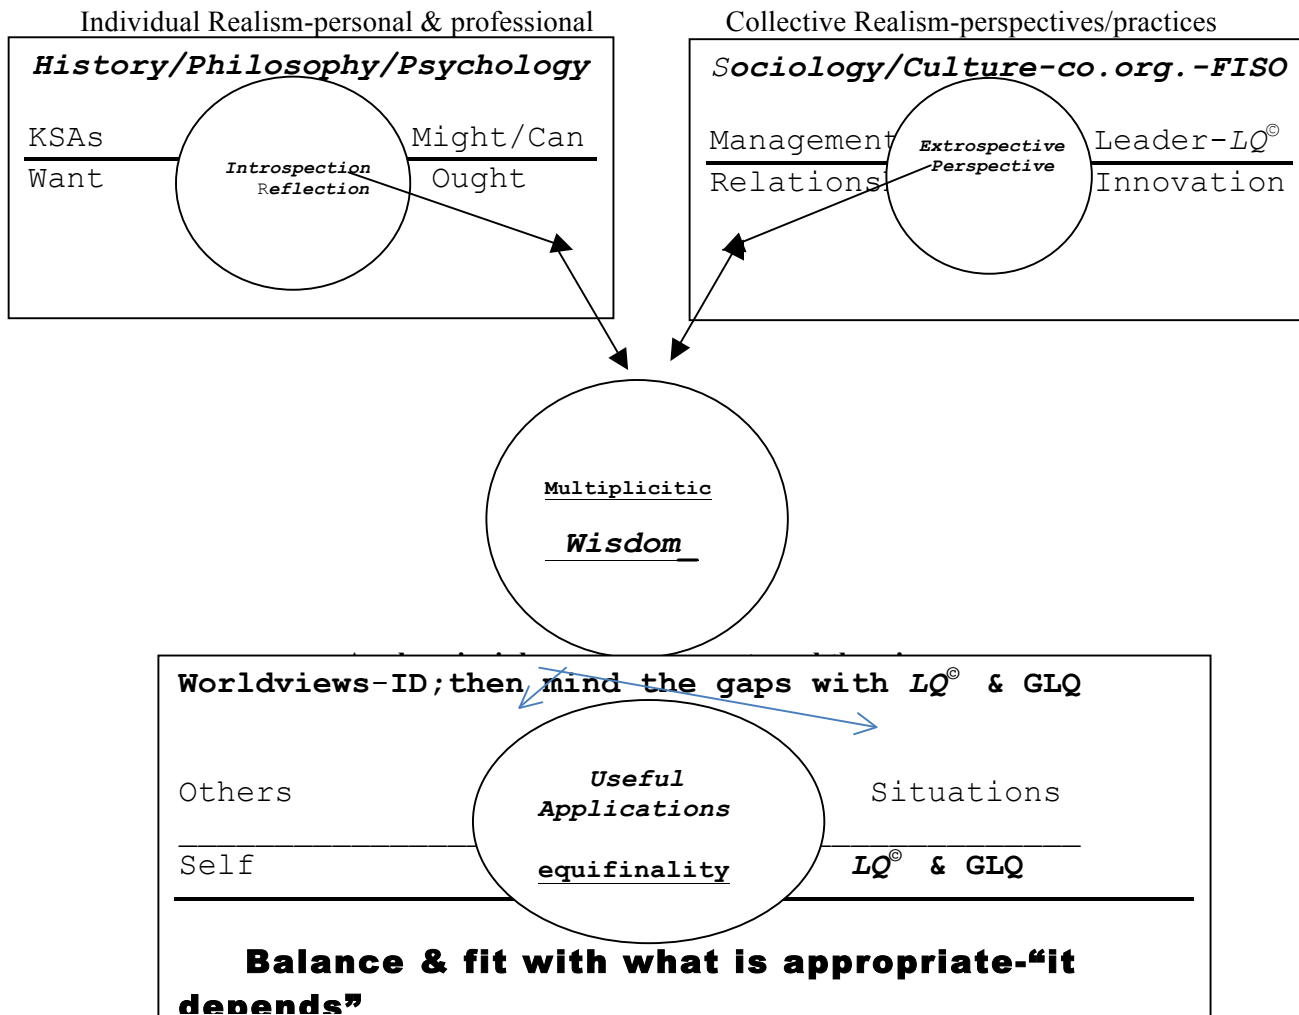 Individual Realism-personal & professional
Collective Realism-perspectives/practices
History/Philosophy/Psychology
KSAs
Might/Can
Want
Ought
Introspection
Reflection
Sociology/Culture-co.org.-FISO
Management
Leader-LQ©
Relations
Innovation
Extrospective
Perspective
Multiplicitic
Wisdom_
Worldviews-ID;then mind the gaps with LQ© & GLQ
Others
Situations
Self
LQ© & GLQ
Useful
Applications
equifinality
Balance & fit with what is appropriate-“it
depends”